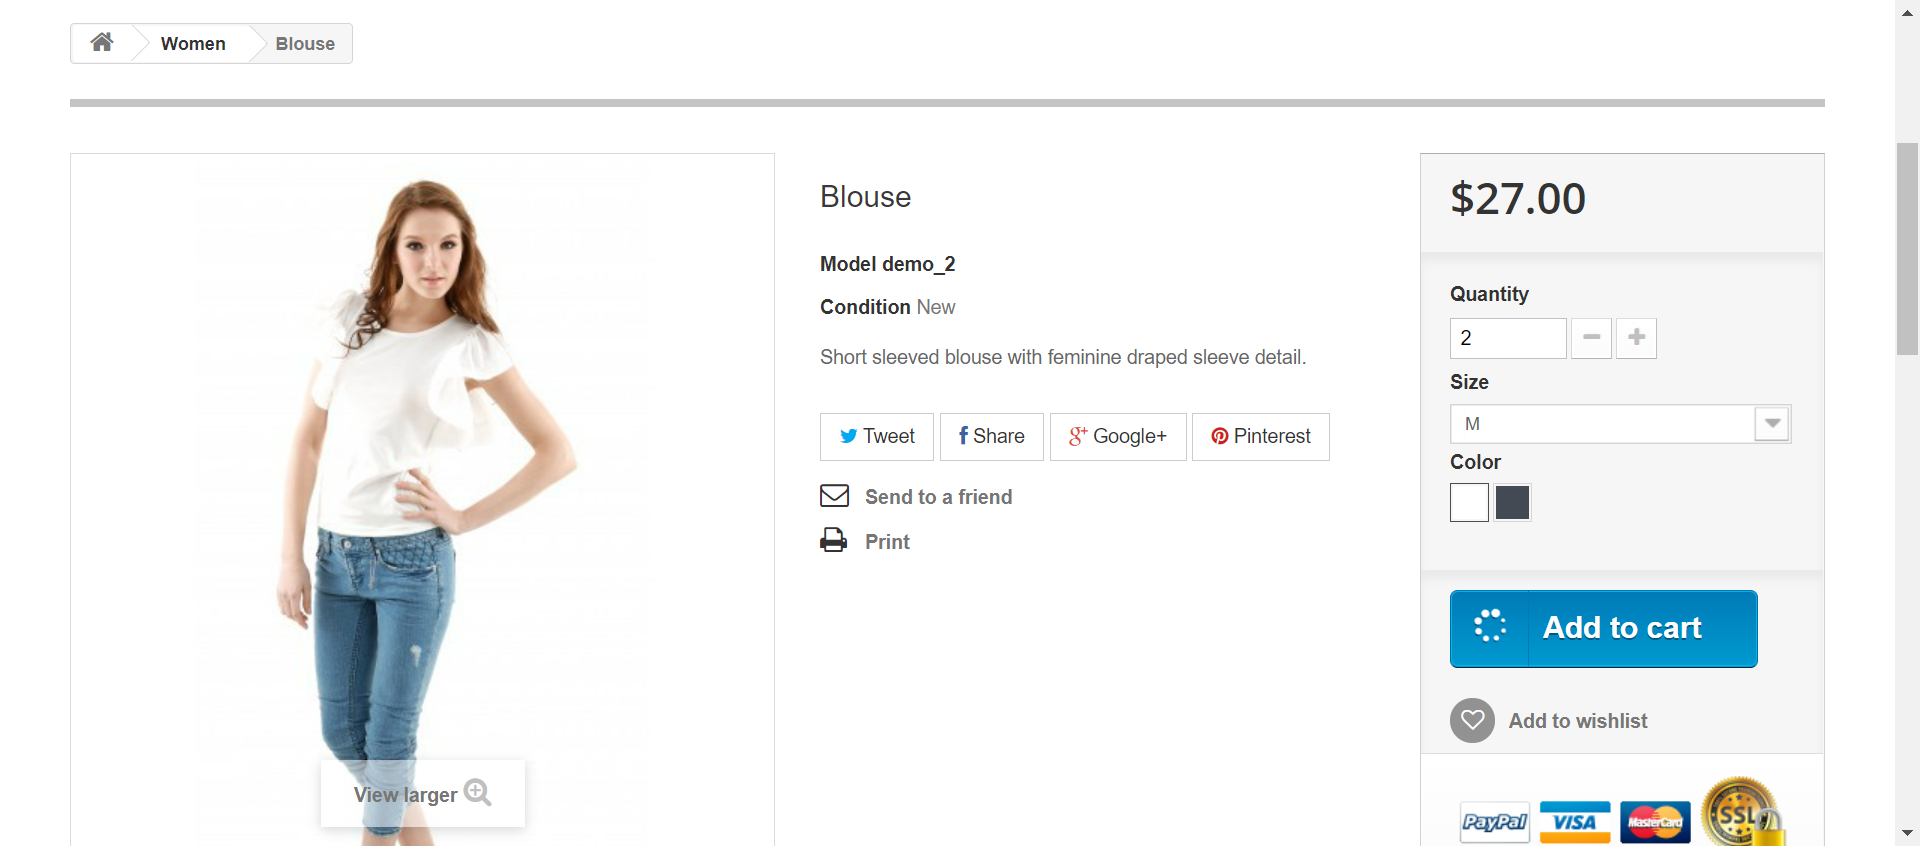 Women
Blouse
Blouse
Model demo_2
Condition New
Short sleeved blouse with feminine draped sleeve detail.
Tweet
Share
Google+
Pinterest
Send to a friend
Print
View larger
$27.00
Quantity
2
Size
M
Color
Add to cart
Add to wishlist
PayPal
VISA
MasterCard
SSL